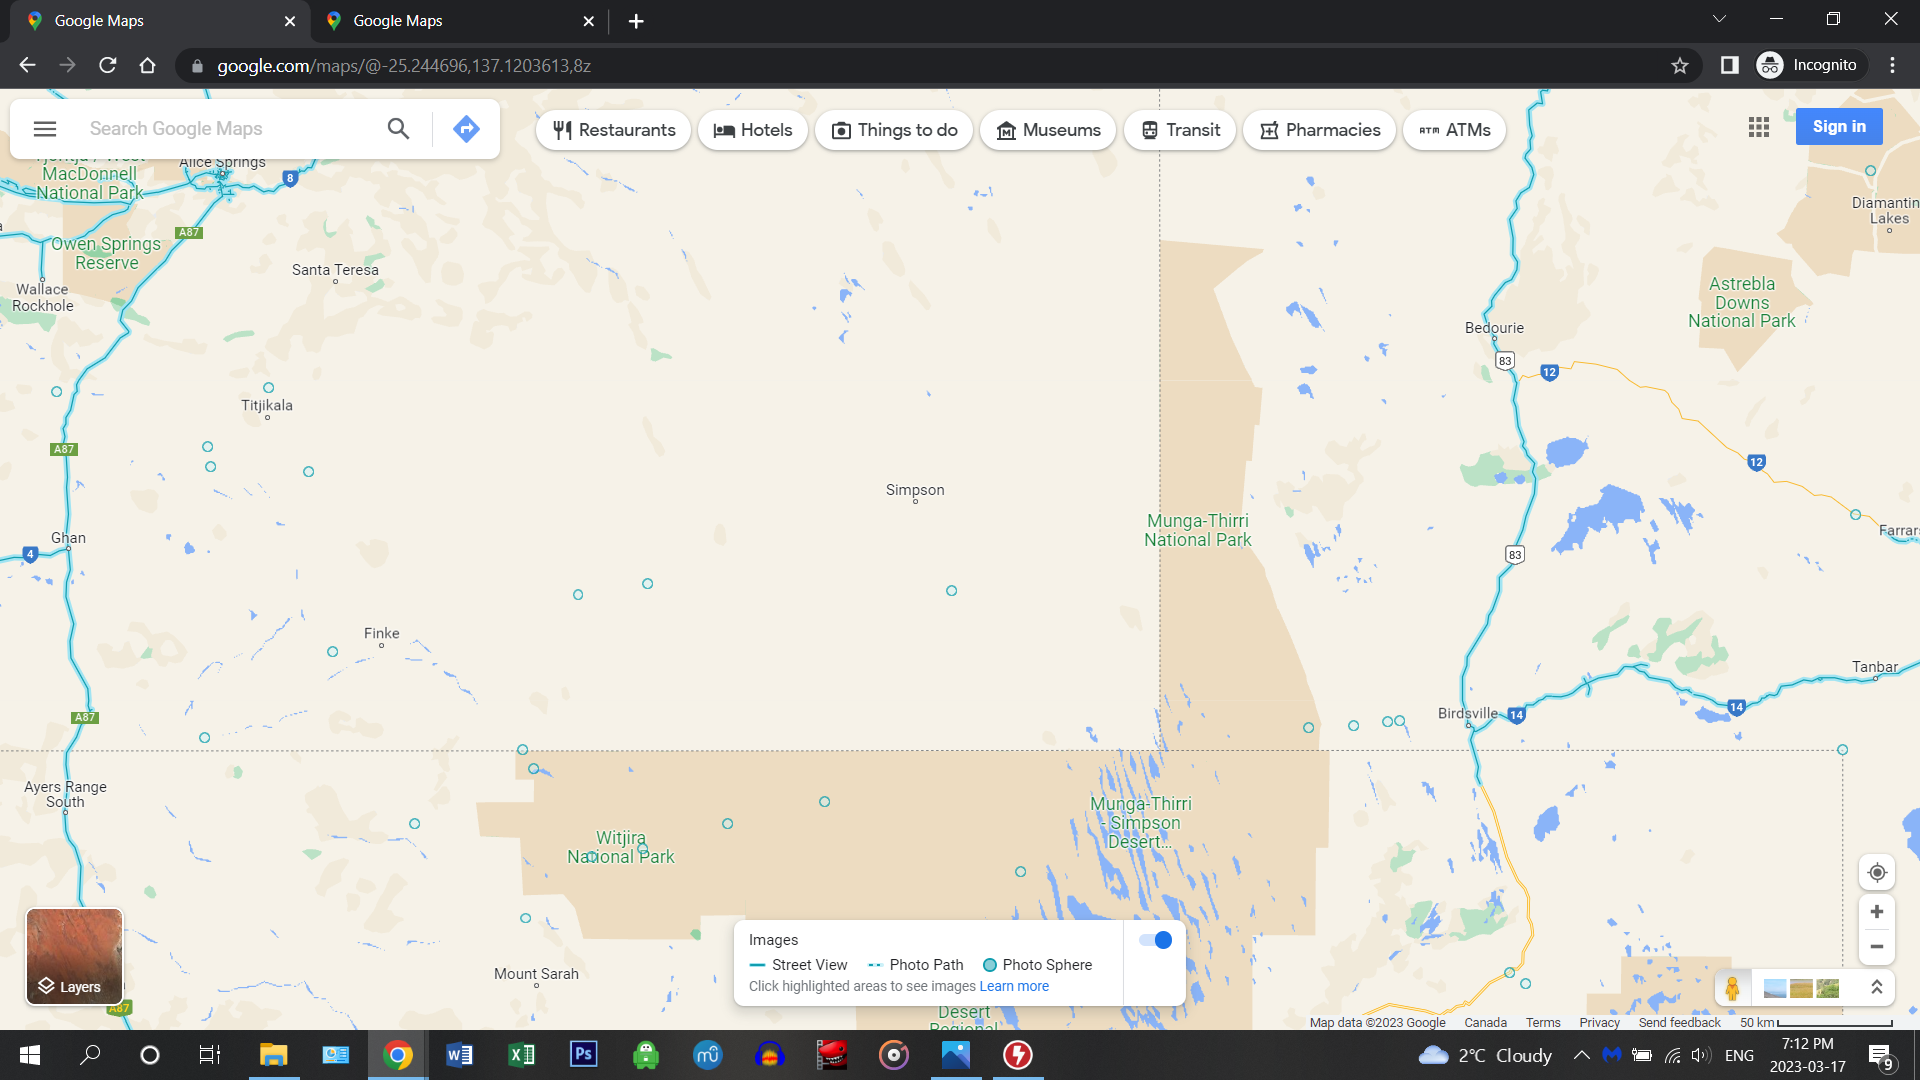 Google Maps
Google Maps
google.com/maps/@-25.244696,137.1203613,8z
Incognito
Search Google Maps
Restaurants
Hotels
Things to do
Museums
Transit
Pharmacies
ATM
ATMs
Sign in
MacDonnell
National Park
Alice Springs
8
Diamantin
Lakes
A87
Owen Springs
Reserve
Santa Teresa
Wallace
Rockhole
Astrebla
Downs
National Park
Bedourie
83
12
Titjikala
A87
12
Simpson
Munga-Thirri
National Park
Farrars
Ghan
4
83
Finke
Tanbar
A87
Birdsville
14
14
Ayers Range
South
Munga-Thirri
- Simpson
Desert...
Witjira
National Park
Mount Sarah
Layers
A87
Images
Street View
Photo Path
Photo Sphere
Click highlighted areas to see images Learn more
Desert
Regional
Map data ©2023 Google
Canada
Terms
Privacy
Send feedback
50 km
W
X
Ps
mu
2°C Cloudy
ENG
7:12 PM
2023-03-17
9